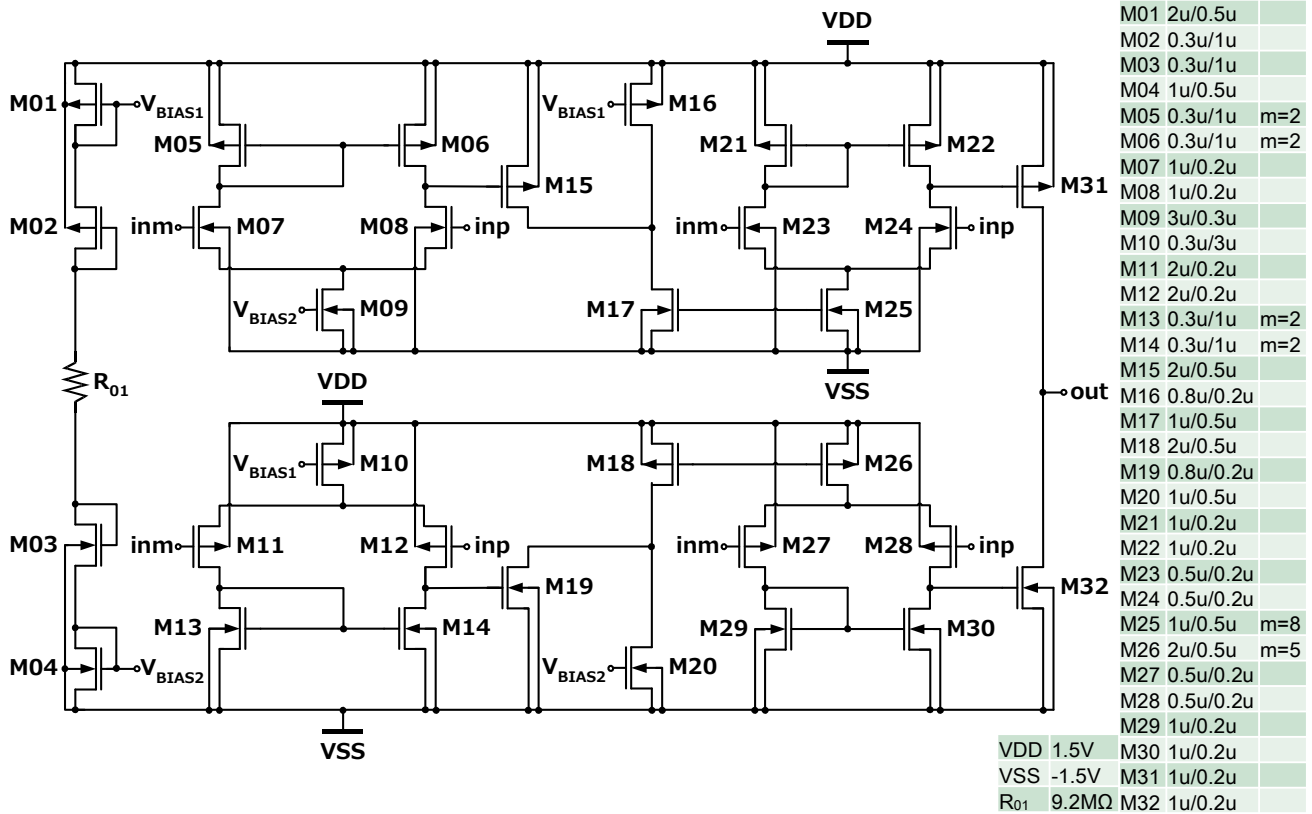 VDD
M01
V_BIAS1
M05
M06
V_BIAS1
M16
M21
M22
M15
M31
M02
inm
M07
M08
inp
inm
M23
M24
inp
V_BIAS2
M09
M17
M25
R01
VDD
VSS
out
V_BIAS1
M10
M18
M26
M03
inm
M11
M12
inp
inm
M27
M28
inp
M19
M32
M13
M14
M29
M30
M04
V_BIAS2
V_BIAS2
M20
VSS
M01 2u/0.5u
M02 0.3u/1u
M03 0.3u/1u
M04 1u/0.5u
M05 0.3u/1u m=2
M06 0.3u/1u m=2
M07 1u/0.2u
M08 1u/0.2u
M09 3u/0.3u
M10 0.3u/3u
M11 2u/0.2u
M12 2u/0.2u
M13 0.3u/1u m=2
M14 0.3u/1u m=2
M15 2u/0.5u
M16 0.8u/0.2u
M17 1u/0.5u
M18 2u/0.5u
M19 0.8u/0.2u
M20 1u/0.5u
M21 1u/0.2u
M22 1u/0.2u
M23 0.5u/0.2u
M24 0.5u/0.2u
M25 1u/0.5u m=8
M26 2u/0.5u m=5
M27 0.5u/0.2u
M28 0.5u/0.2u
M29 1u/0.2u
M30 1u/0.2u
M31 1u/0.2u
M32 1u/0.2u
VDD 1.5V
VSS -1.5V
R01 9.2MΩ